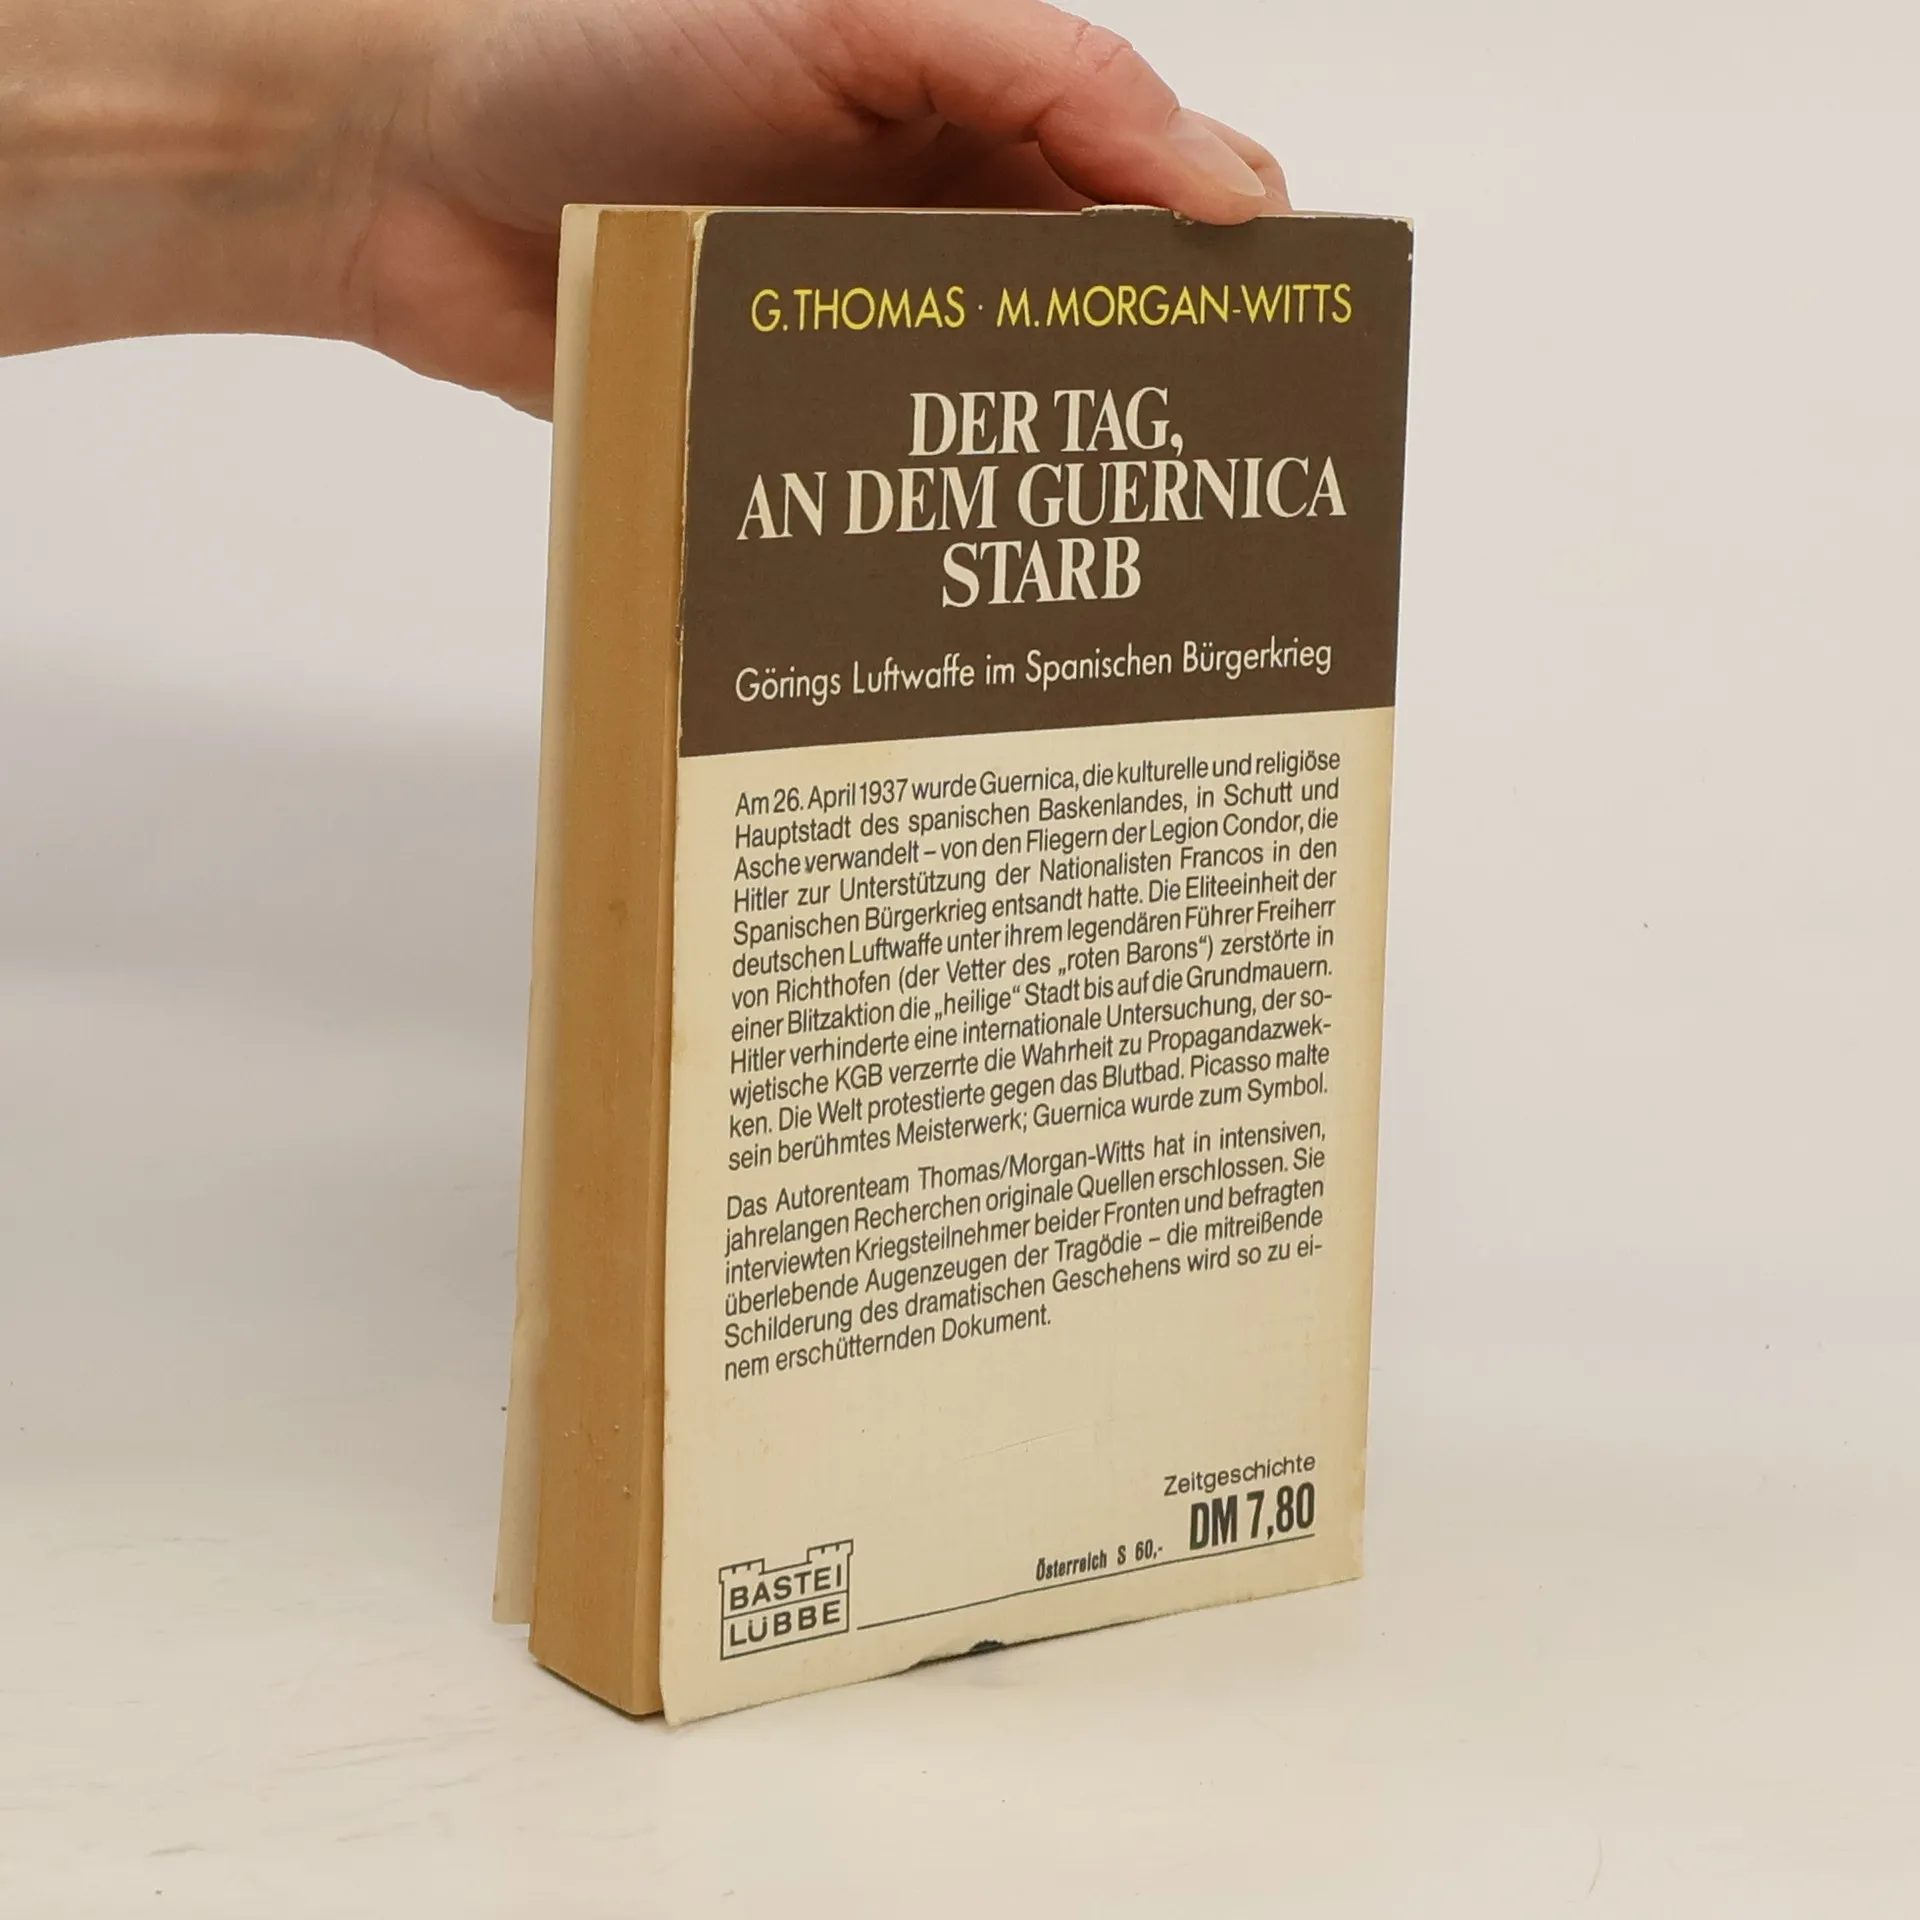 G. THOMAS · M. MORGAN-WITTS
DER TAG,
AN DEM GUERNICA
STARB
Görings Luftwaffe im Spanischen Bürgerkrieg
Am 26. April 1937 wurde Guernica, die kulturelle und religiöse
Hauptstadt des spanischen Baskenlandes, in Schutt und
Asche verwandelt – von den Fliegern der Legion Condor, die
Hitler zur Unterstützung der Nationalisten Francos in den
Spanischen Bürgerkrieg entsandt hatte. Die Eliteeinheit der
deutschen Luftwaffe unter ihrem legendären Führer Freiherr
von Richthofen (der Vetter des „roten Barons“) zerstörte in
einer Blitzaktion die „heilige“ Stadt bis auf die Grundmauern.
Hitler verhinderte eine internationale Untersuchung, der so-
wjetische KGB verzerrte die Wahrheit zu Propagandazwek-
ken. Die Welt protestierte gegen das Blutbad. Picasso malte
sein berühmtes Meisterwerk; Guernica wurde zum Symbol.
Das Autorenteam Thomas/Morgan-Witts hat in intensiven,
jahrelangen Recherchen originale Quellen erschlossen. Sie
interviewten Kriegsteilnehmer beider Fronten und befragten
überlebende Augenzeugen der Tragödie – die mitreißende
Schilderung des dramatischen Geschehens wird so zu ei-
nem erschütternden Dokument.
Zeitgeschichte
Österreich S 60,- DM 7,80
BASTEI
LÜBBE